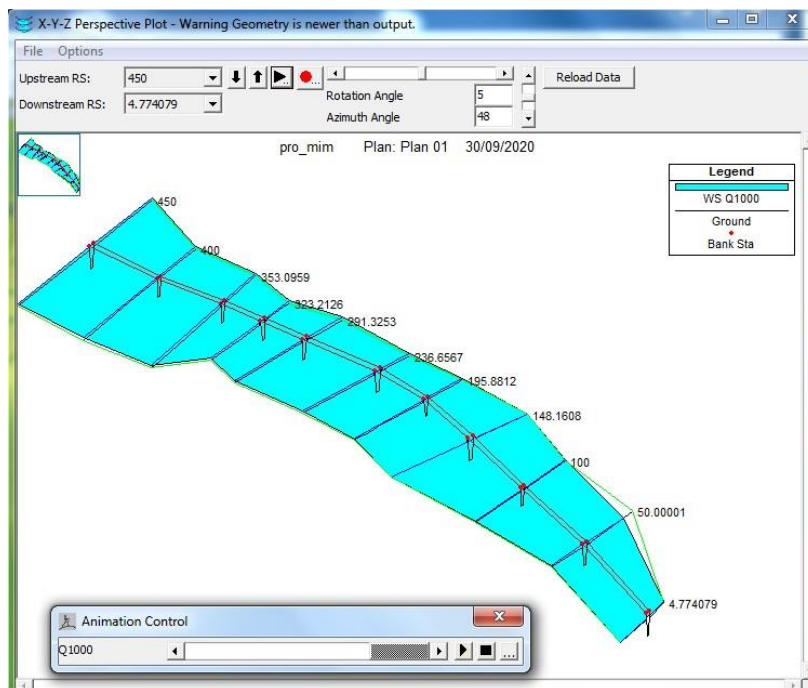 X-Y-Z Perspective Plot - Warning Geometry is newer than output.
File Options
Upstream RS: 450
Downstream RS: 4.774079
Rotation Angle 5
Azimuth Angle 48
Reload Data
pro_mim Plan: Plan 01 30/09/2020
Legend
WS Q1000
Ground
Bank Sta
450
400
353.0959
323.2126
291.3253
236.6567
195.8812
148.1608
100
50.00001
4.774079
Animation Control
Q1000
...